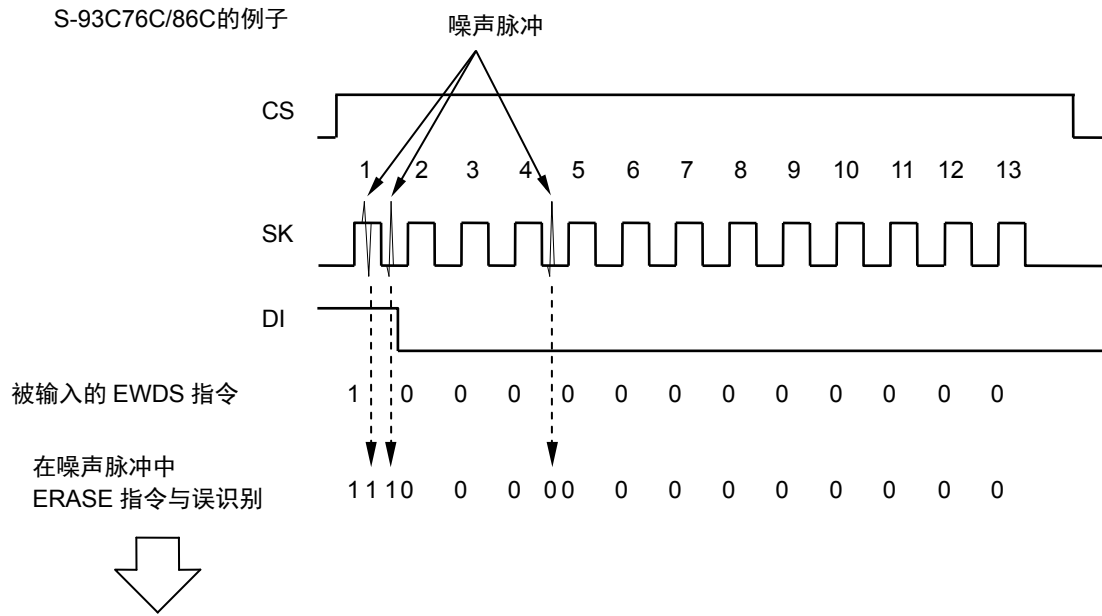 S-93C76C/86C的例子
噪声脉冲
CS
1 2 3 4 5 6 7 8 9 10 11 12 13
SK
DI
被输入的 EWDS 指令 1 0 0 0 0 0 0 0 0 0 0 0 0
在噪声脉冲中
ERASE 指令与误识别 1 1 1 0 0 0 0 0 0 0 0 0 0 0 0 0